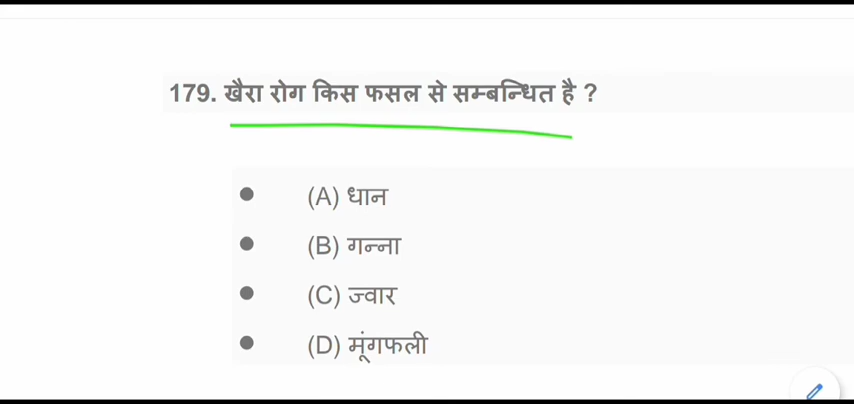 179. खैरा रोग किस फसल से सम्बन्धित है ?
(A) धान
(B) गन्ना
(C) ज्वार
(D) मूंगफली